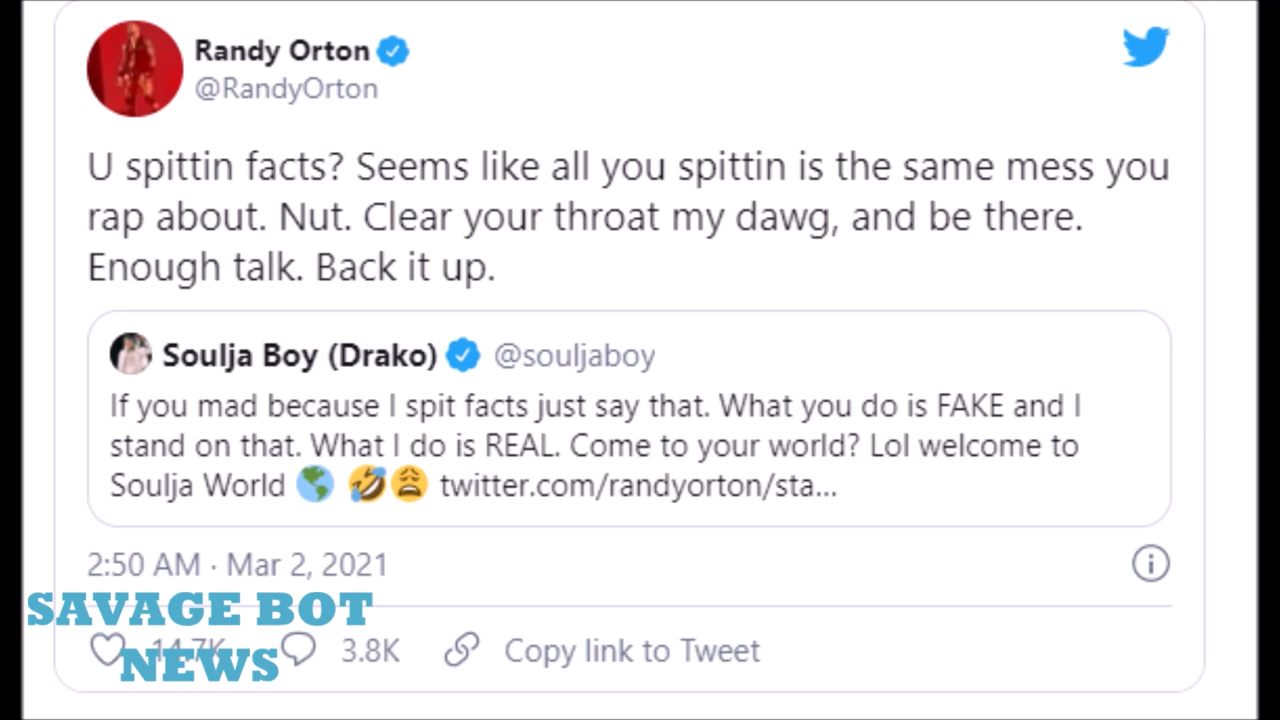 Randy Orton
@RandyOrton
U spittin facts? Seems like all you spittin is the same mess you
rap about. Nut. Clear your throat my dawg, and be there.
Enough talk. Back it up.
Soulja Boy (Drako) @souljaboy
If you mad because I spit facts just say that. What you do is FAKE and I
stand on that. What I do is REAL. Come to your world? Lol welcome to
Soulja World 🌎 🤣😩 twitter.com/randyorton/sta...
2:50 AM · Mar 2, 2021
SAVAGE BOT
NEWS
14.7K 3.8K Copy link to Tweet